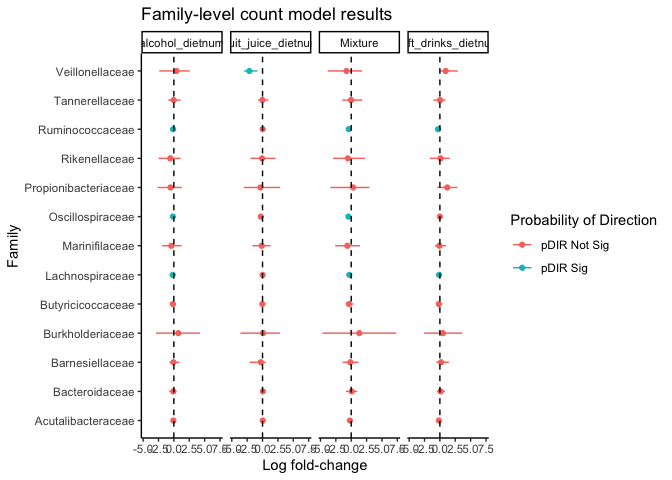 Family-level count model results
alcohol_dietnum
uit_juice_dietnu
Mixture
ft_drinks_dietnu
Veillonellaceae
Tannerellaceae
Ruminococcaceae
Rikenellaceae
Propionibacteriaceae
Oscillospiraceae
Marinifilaceae
Lachnospiraceae
Butyricicoccaceae
Burkholderiaceae
Barnesiellaceae
Bacteroidaceae
Acutalibacteraceae
Family
Log fold-change
Probability of Direction
pDIR Not Sig
pDIR Sig